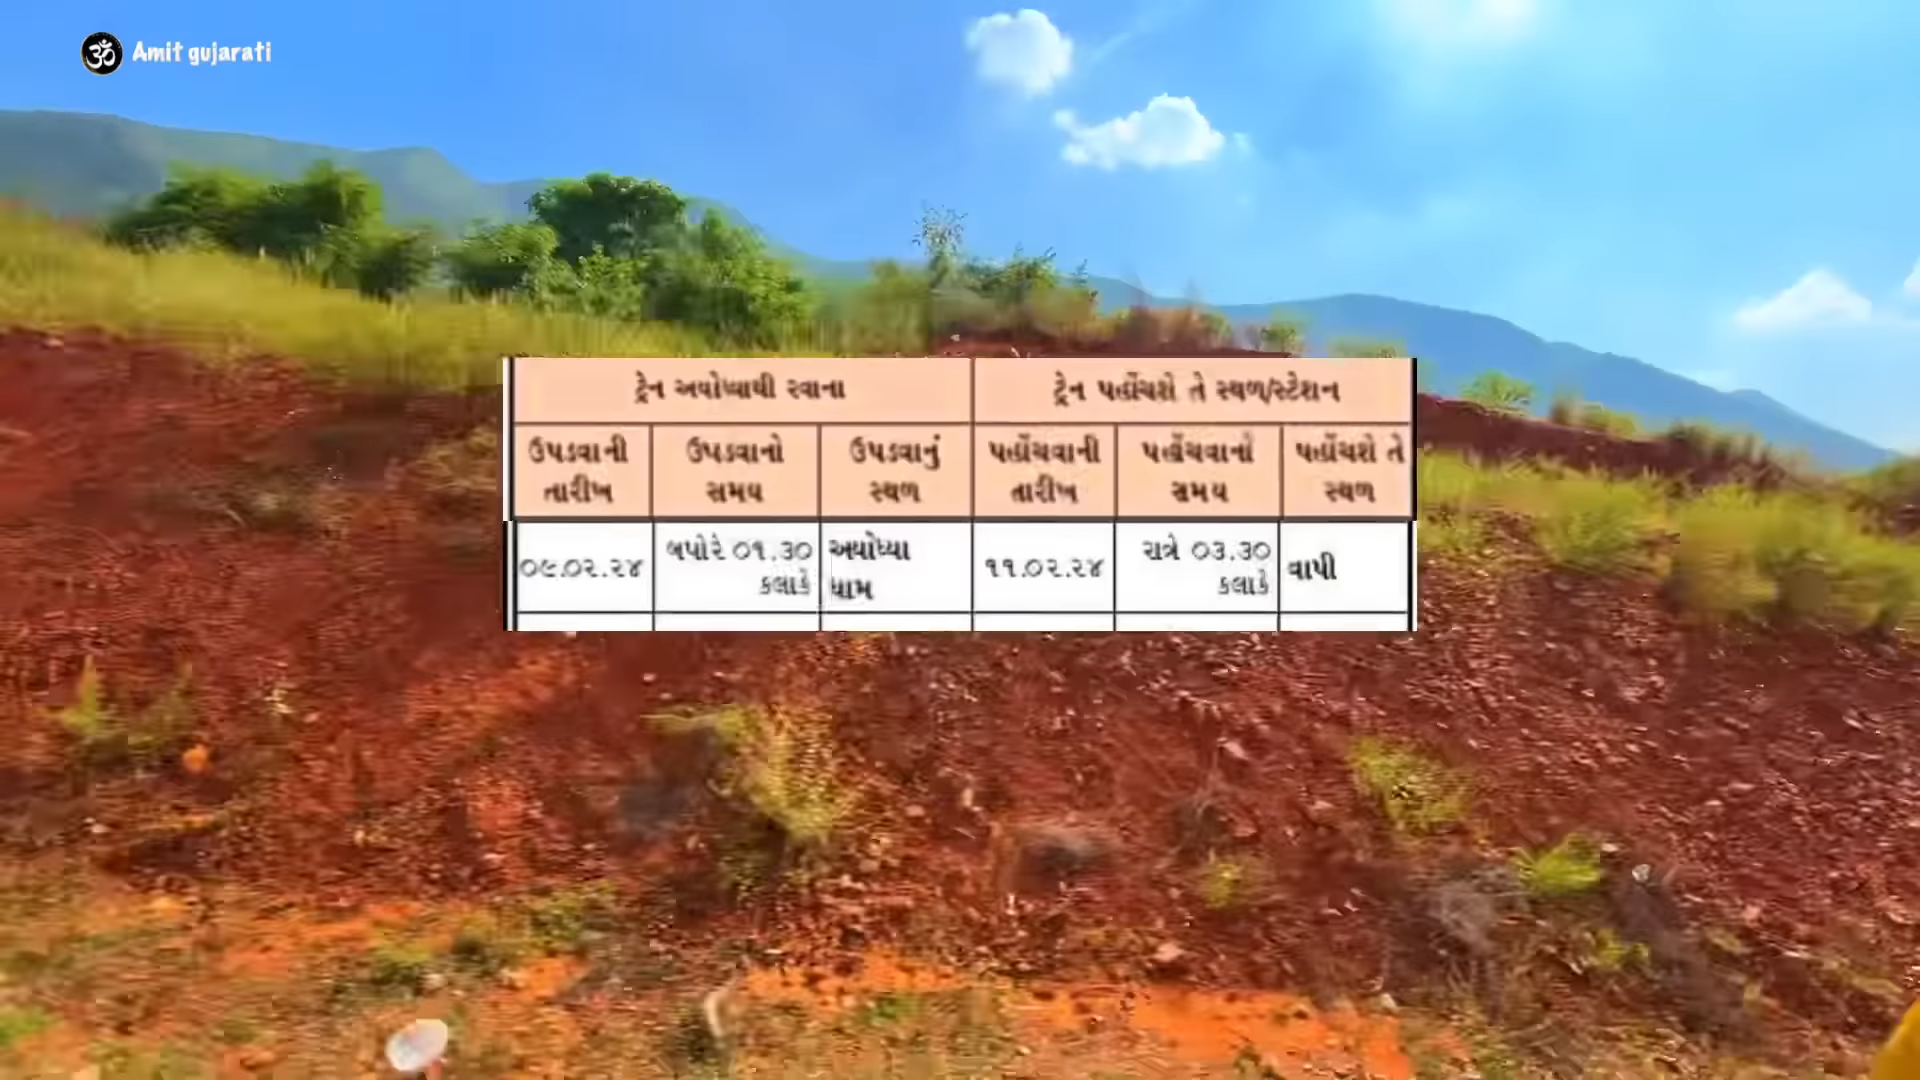 ૐ Amit gujarati
ટ્રેન અયોધ્યાથી રવાના
ટ્રેન પહોંચશે તે સ્થળ/સ્ટેશન
ઉપડવાની
તારીખ
ઉપડવાનો
સમય
ઉપડવાનું
સ્થળ
પહોંચવાની
તારીખ
પહોંચવાનો
સમય
પહોંચશે તે
સ્થળ
૦૯.૦૨.૨૪
બપોરે ૦૧.૩૦
કલાકે
અયોધ્યા
ધામ
૧૧.૦૨.૨૪
રાત્રે ૦૩.૩૦
કલાકે
વાપી